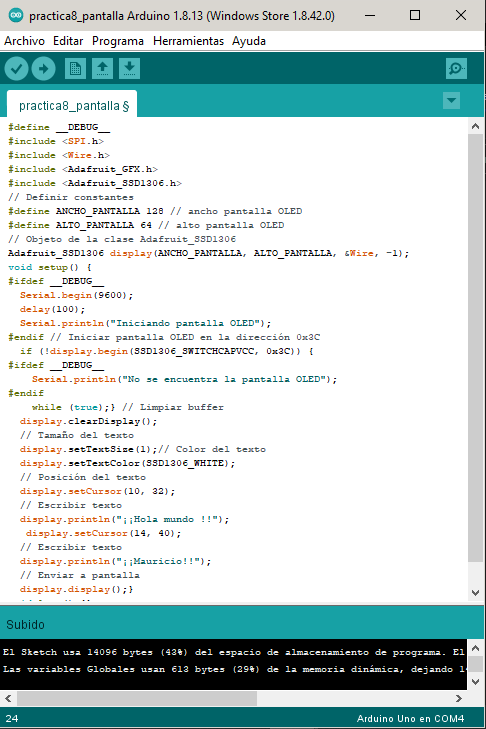 practica8_pantalla Arduino 1.8.13 (Windows Store 1.8.42.0)
Archivo Editar Programa Herramientas Ayuda
practica8_pantalla §
#define __DEBUG__
#include <SPI.h>
#include <Wire.h>
#include <Adafruit_GFX.h>
#include <Adafruit_SSD1306.h>
// Definir constantes
#define ANCHO_PANTALLA 128 // ancho pantalla OLED
#define ALTO_PANTALLA 64 // alto pantalla OLED
// Objeto de la clase Adafruit_SSD1306
Adafruit_SSD1306 display(ANCHO_PANTALLA, ALTO_PANTALLA, &Wire, -1);
void setup() {
#ifdef __DEBUG__
  Serial.begin(9600);
  delay(100);
  Serial.println("Iniciando pantalla OLED");
#endif // Iniciar pantalla OLED en la dirección 0x3C
  if (!display.begin(SSD1306_SWITCHCAPVCC, 0x3C)) {
#ifdef __DEBUG__
    Serial.println("No se encuentra la pantalla OLED");
#endif
    while (true);} // Limpiar buffer
  display.clearDisplay();
  // Tamaño del texto
  display.setTextSize(1);// Color del texto
  display.setTextColor(SSD1306_WHITE);
  // Posición del texto
  display.setCursor(10, 32);
  // Escribir texto
  display.println("¡¡Hola mundo !!");
   display.setCursor(14, 40);
  // Escribir texto
  display.println("¡¡Mauricio!!");
  // Enviar a pantalla
  display.display();}
Subido
El Sketch usa 14096 bytes (43%) del espacio de almacenamiento de programa. El
Las variables Globales usan 613 bytes (29%) de la memoria dinámica, dejando
24
Arduino Uno en COM4